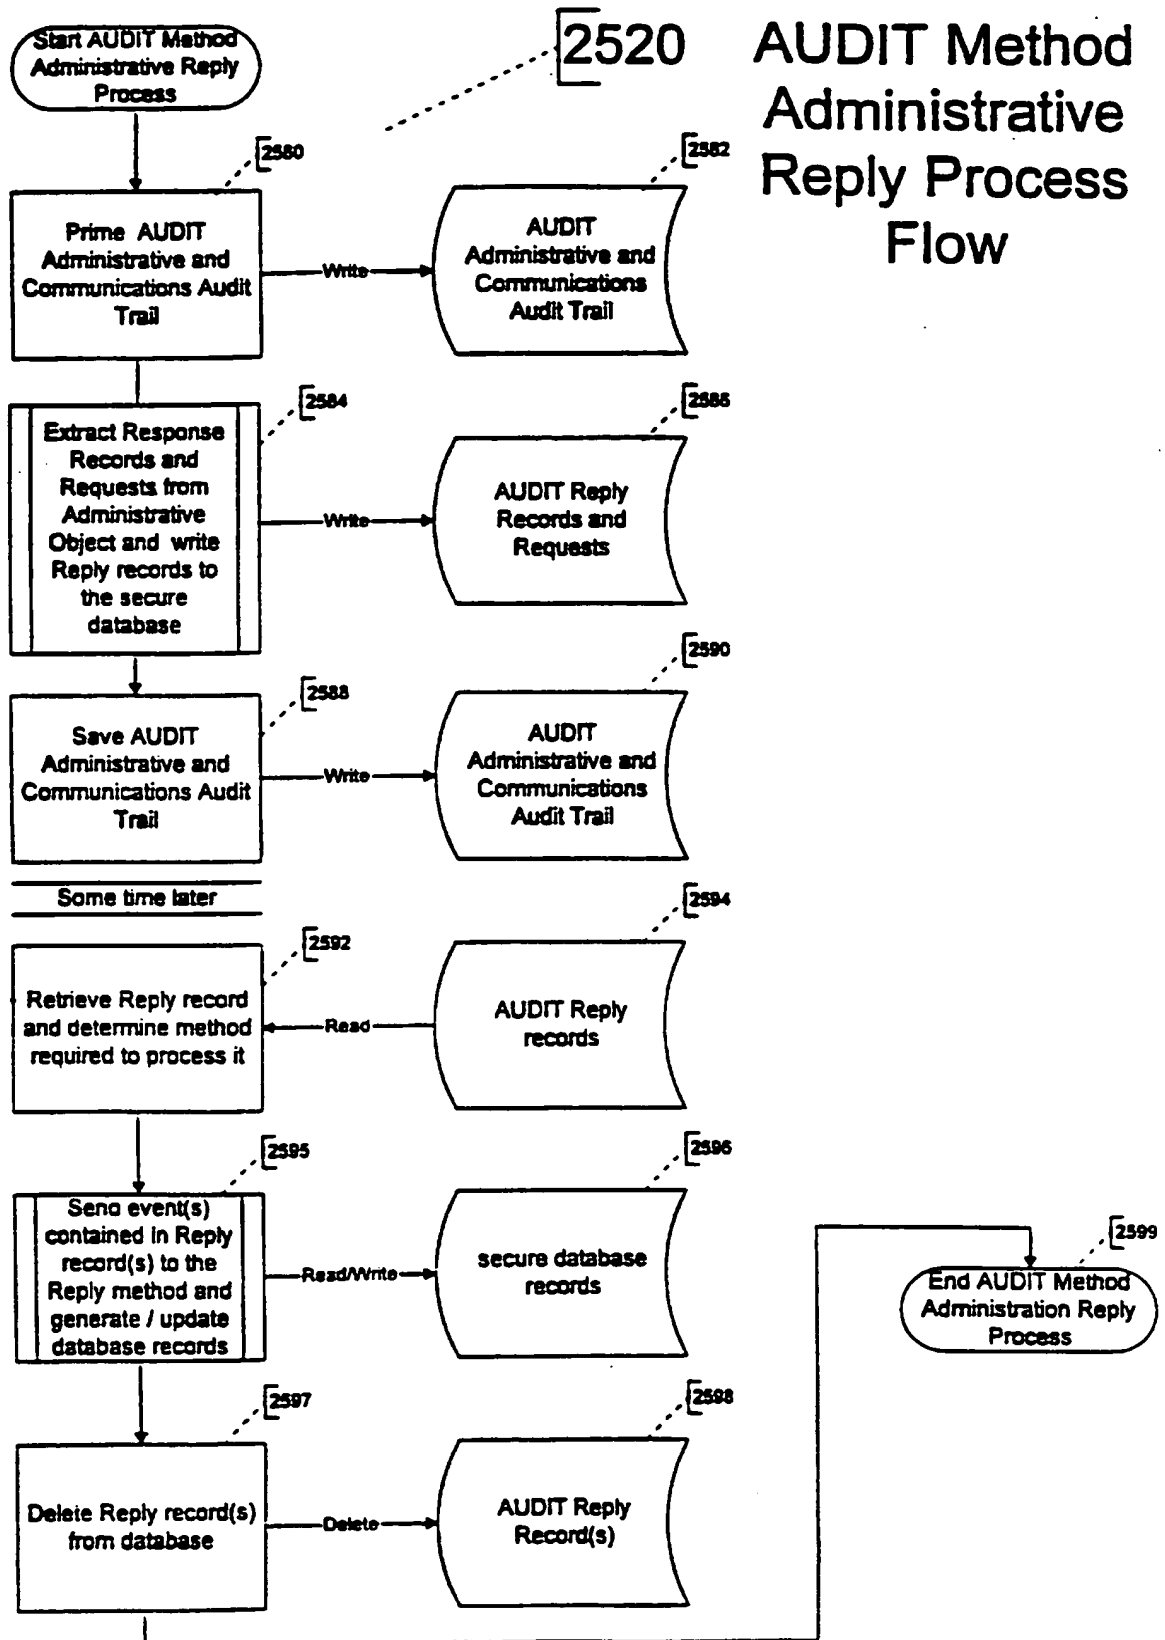 2520
AUDIT Method
Administrative
Reply Process
Flow
Start AUDIT Method
Administrative Reply
Process
2580
2582
Prime AUDIT
Administrative and
Communications Audit
Trail
Write
AUDIT
Administrative and
Communications
Audit Trail
2584
2586
Extract Response
Records and
Requests from
Administrative
Object and write
Reply records to
the secure
database
Write
AUDIT Reply
Records and
Requests
2588
2590
Save AUDIT
Administrative and
Communications Audit
Trail
Write
AUDIT
Administrative and
Communications
Audit Trail
Some time later
2592
2594
Retrieve Reply record
and determine method
required to process it
Read
AUDIT Reply
records
2595
2596
Send event(s)
contained in Reply
record(s) to the
Reply method and
generate / update
database records
Read/Write
secure database
records
2599
End AUDIT Method
Administration Reply
Process
2597
2598
Delete Reply record(s)
from database
Delete
AUDIT Reply
Record(s)